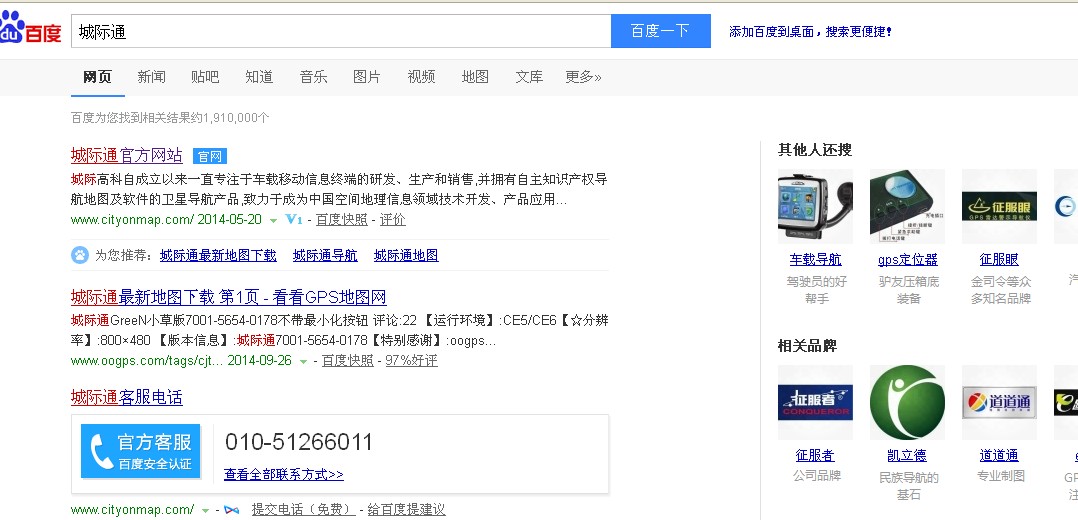 du 百度
城际通
百度一下
添加百度到桌面，搜索更便捷！
网页 新闻 贴吧 知道 音乐 图片 视频 地图 文库 更多»
百度为您找到相关结果约1,910,000个
城际通官方网站 官网
城际高科自成立以来一直专注于车载移动信息终端的研发、生产和销售,并拥有自主知识产权导
航地图及软件的卫星导航产品,致力于成为中国空间地理信息领域技术开发、产品应用...
www.cityonmap.com/ 2014-05-20 V1 - 百度快照 - 评价
为您推荐： 城际通最新地图下载 城际通导航 城际通地图
城际通最新地图下载 第1页 - 看看GPS地图网
城际通GreeN小草版7001-5654-0178不带最小化按钮 评论:22 【运行环境】:CE5/CE6【☆分辨
率】:800×480 【版本信息】:城际通7001-5654-0178【特别感谢】:oogps...
www.oogps.com/tags/cjt... 2014-09-26 - 百度快照 - 97%好评
城际通客服电话
官方客服
百度安全认证
010-51266011
查看全部联系方式>>
www.cityonmap.com/ - 提交电话（免费） - 给百度提建议
其他人还搜
征服眼
车载导航 gps定位器 征服眼
驾驶员的好 驴友压箱底 金司令等众 汽
帮手 装备 多知名品牌
相关品牌
征服者
CONQUEROR
道道通
征服者 凯立德 道道通 e
公司品牌 民族导航的 专业制图 GP
基石 注